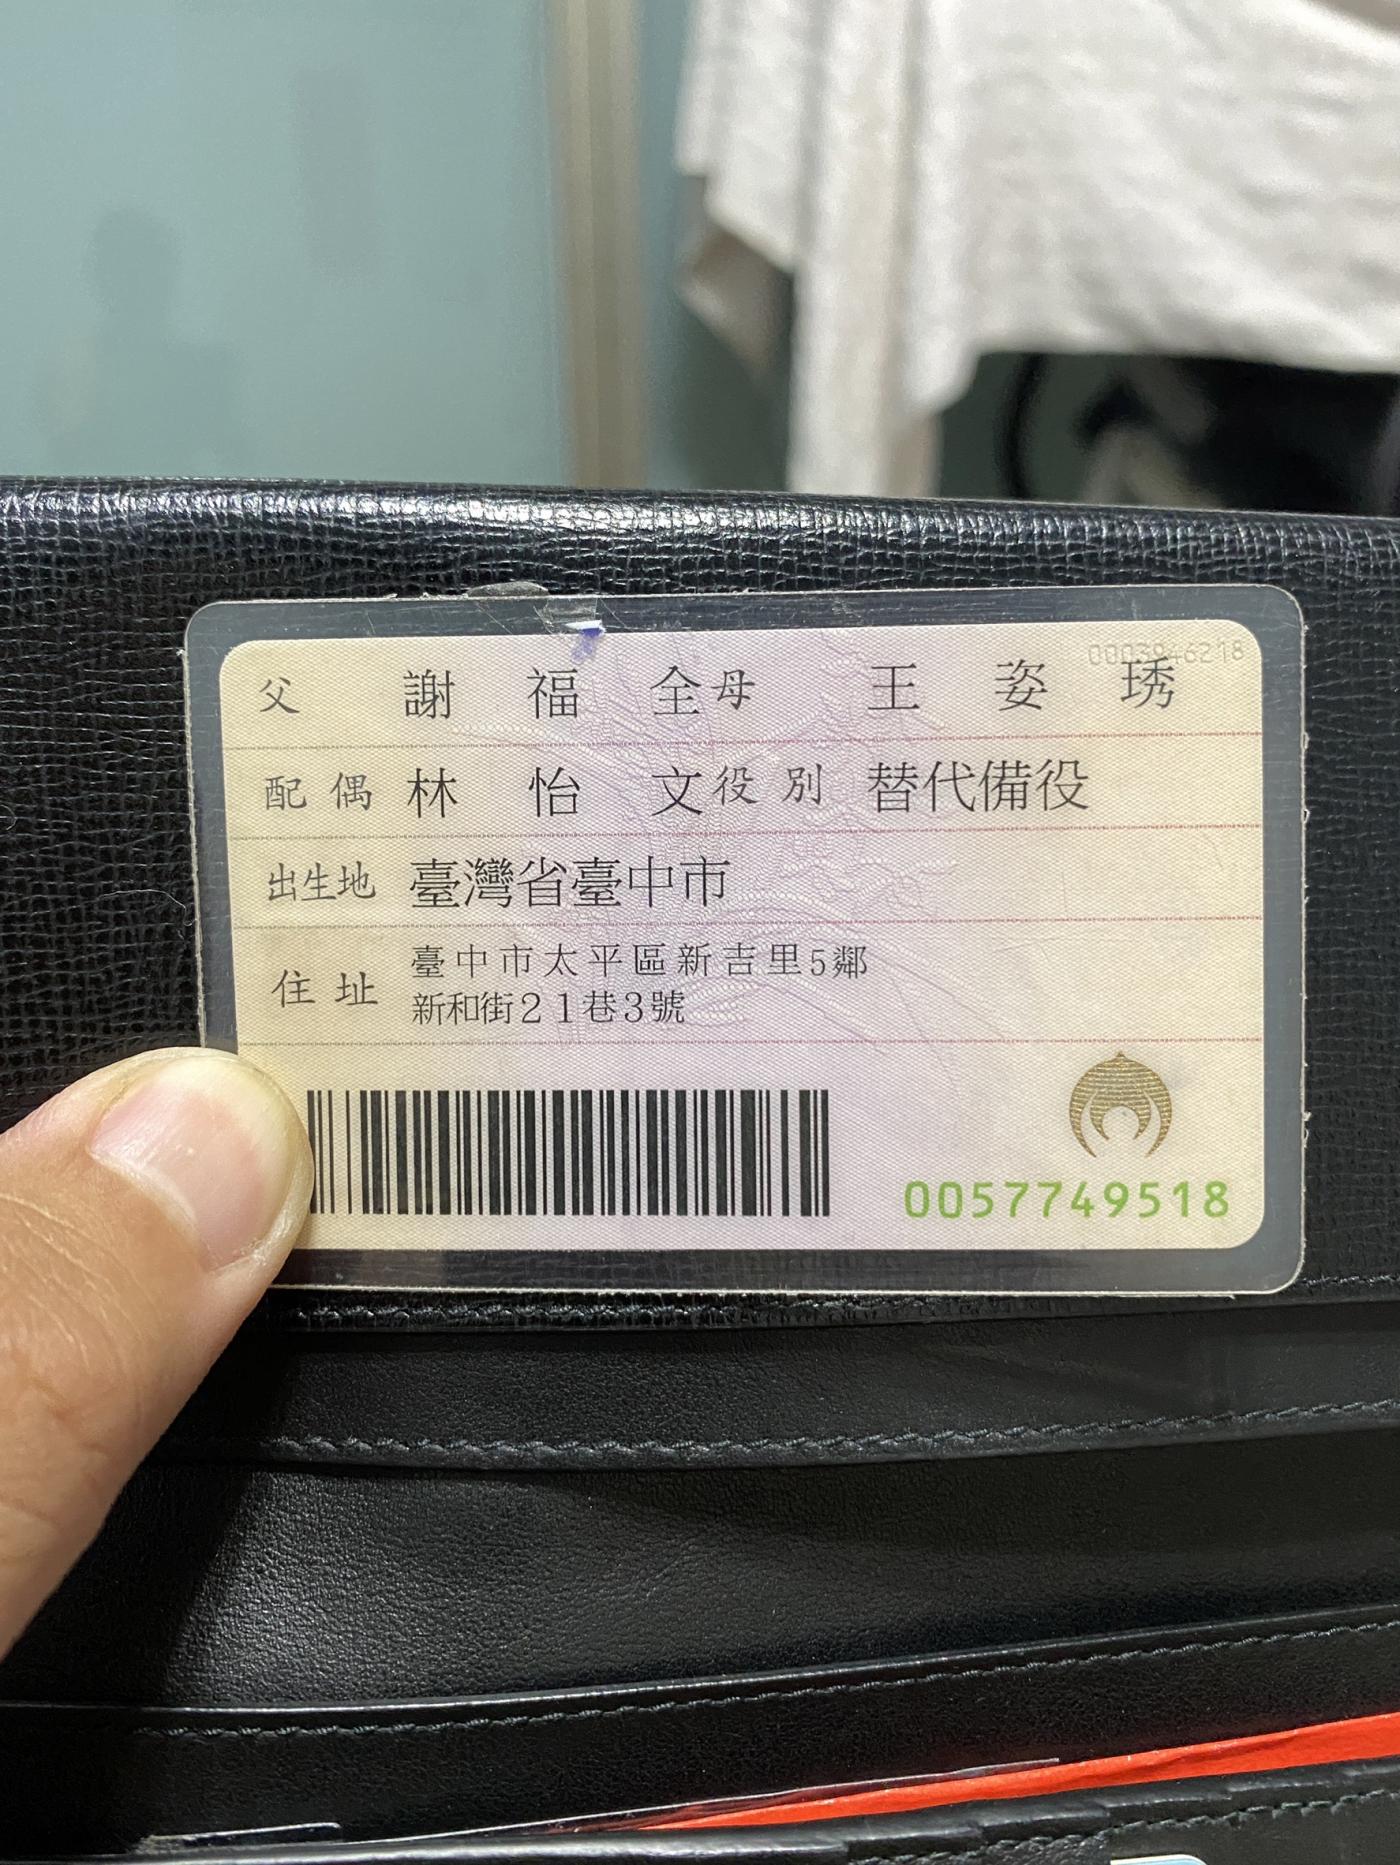 0003946218
父 謝福全 母 王姿琇
配偶 林怡文 役別 替代備役
出生地 臺灣省臺中市
住址 臺中市太平區新吉里5鄰
新和街21巷3號
0057749518